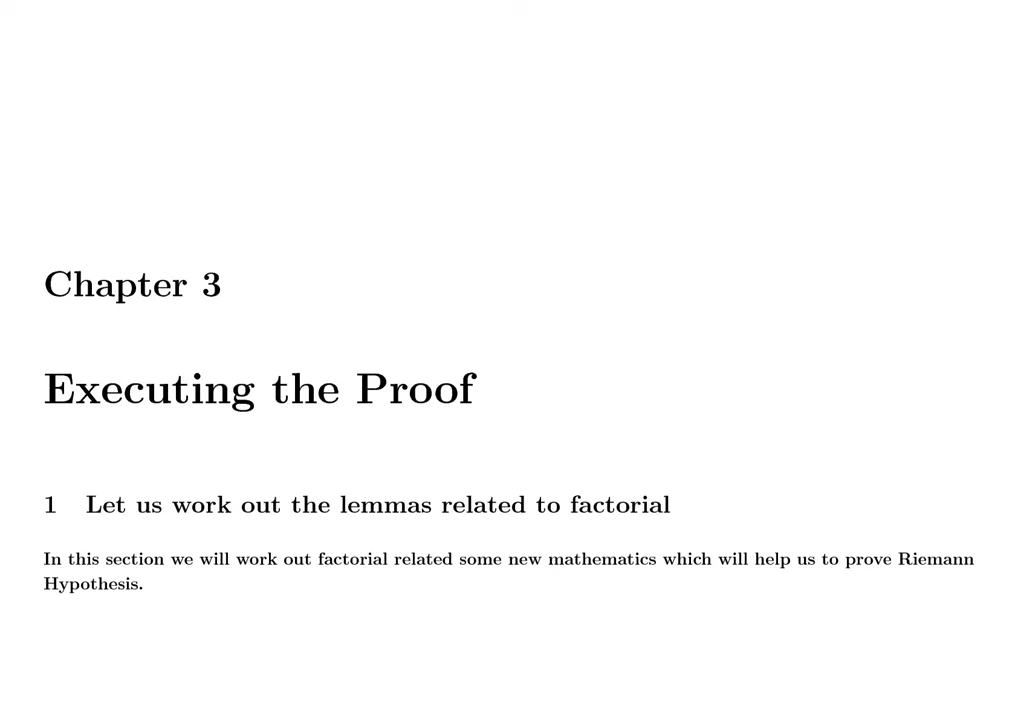 Chapter 3
Executing the Proof
1 Let us work out the lemmas related to factorial
In this section we will work out factorial related some new mathematics which will help us to prove Riemann
Hypothesis.